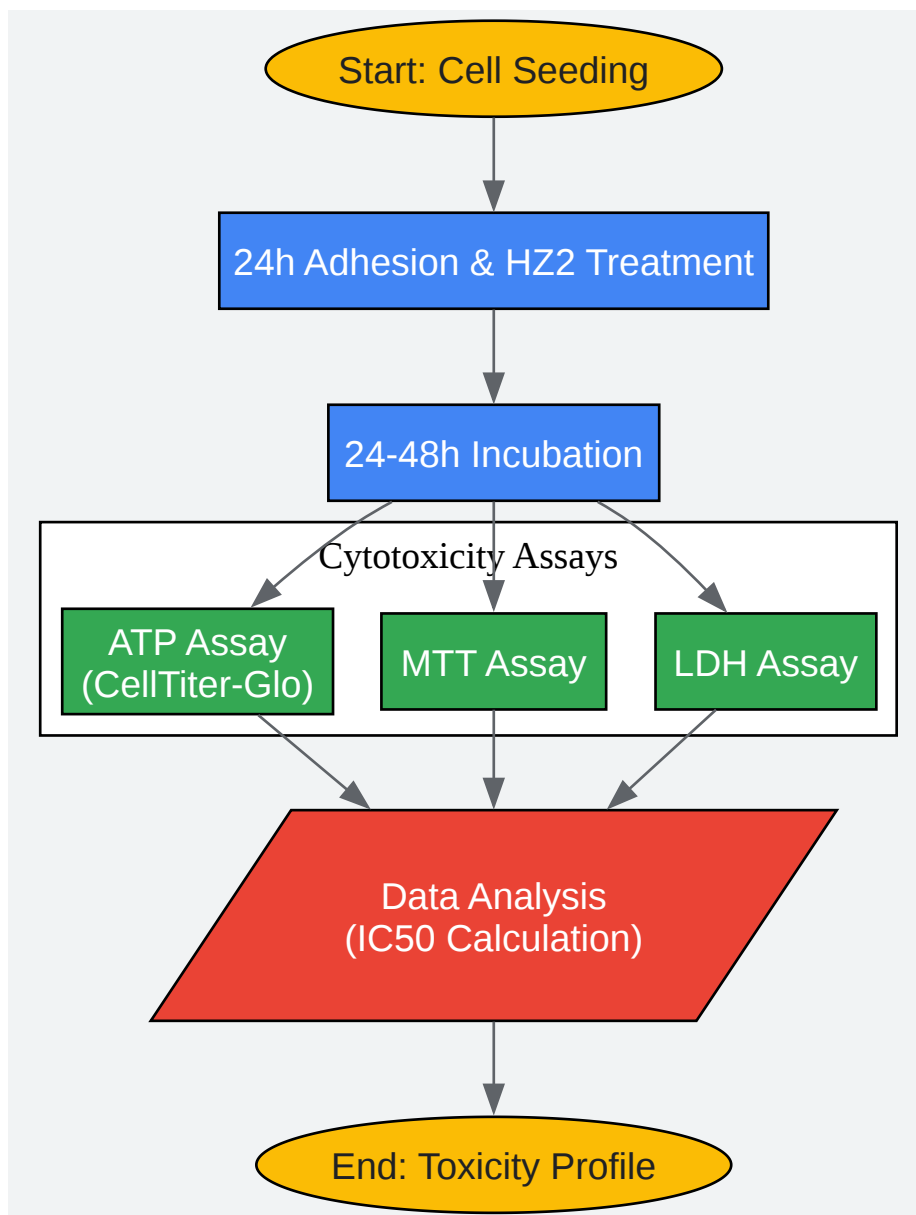 Start: Cell Seeding
24h Adhesion & HZ2 Treatment
24-48h Incubation
Cytotoxicity Assays
ATP Assay
(CellTiter-Glo)
MTT Assay
LDH Assay
Data Analysis
(IC50 Calculation)
End: Toxicity Profile